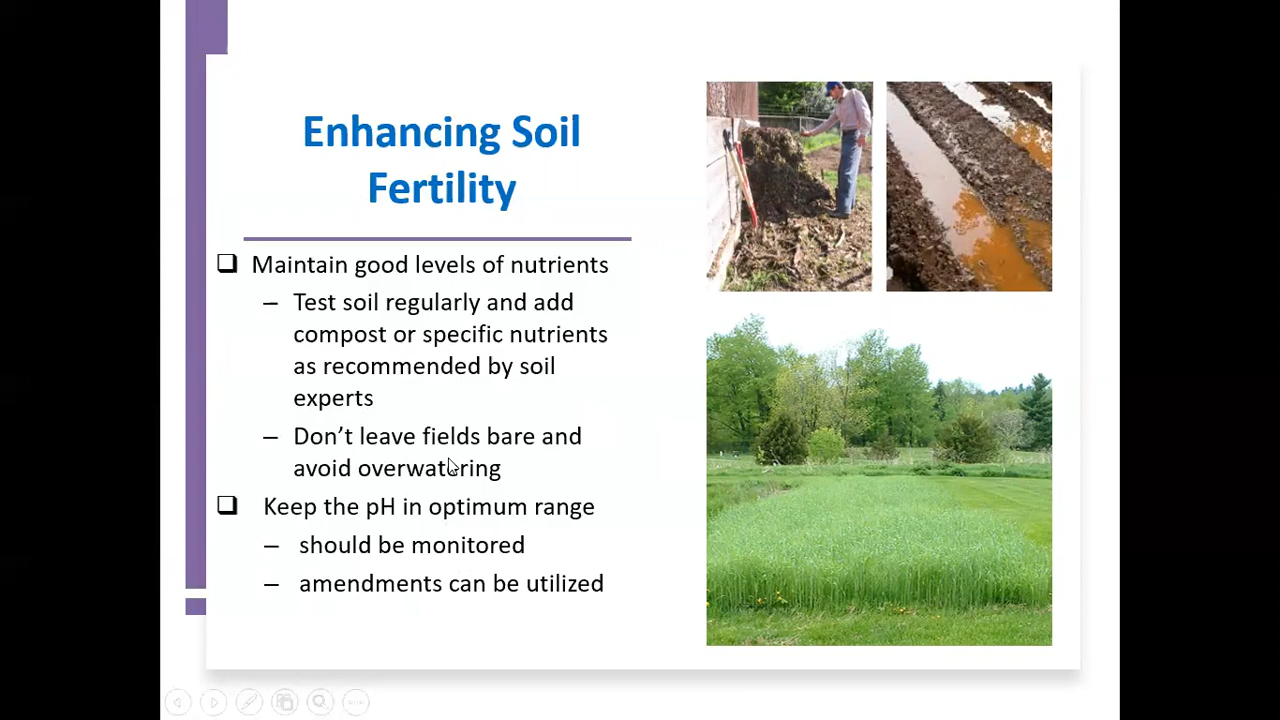 Enhancing Soil
Fertility
❑ Maintain good levels of nutrients
– Test soil regularly and add
compost or specific nutrients
as recommended by soil
experts
– Don’t leave fields bare and
avoid overwatering
❑ Keep the pH in optimum range
– should be monitored
– amendments can be utilized